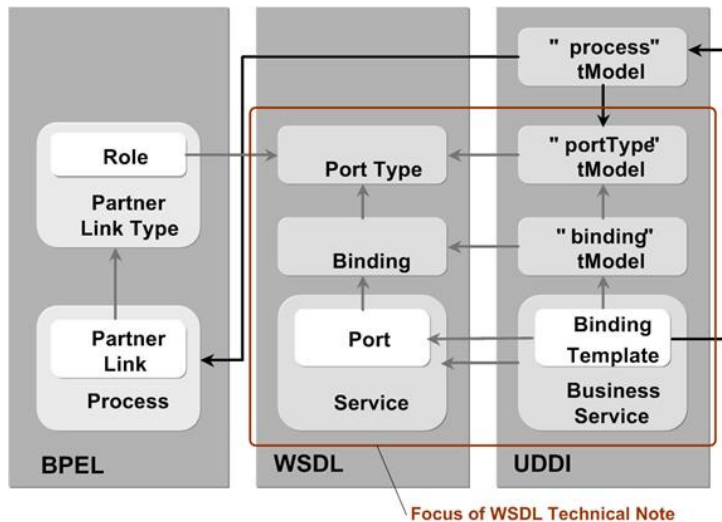 " process"
tModel
Role
Partner
Link Type
Port Type
"portType"
tModel
Binding
"binding"
tModel
Partner
Link
Process
Port
Service
Binding
Template
Business
Service
BPEL
WSDL
UDDI
Focus of WSDL Technical Note